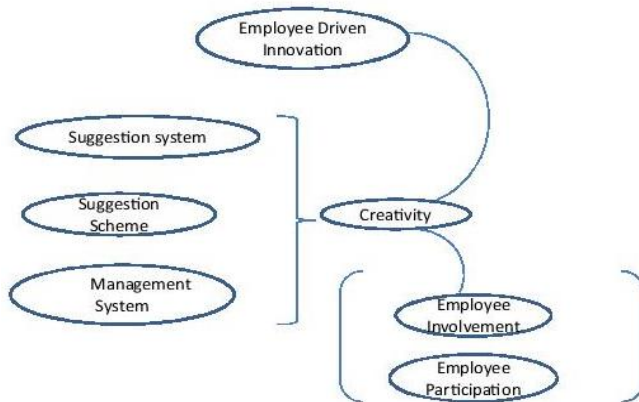 Employee Driven
Innovation
Suggestion system
Suggestion
Scheme
Creativity
Management
System
Employee
Involvement
Employee
Participation